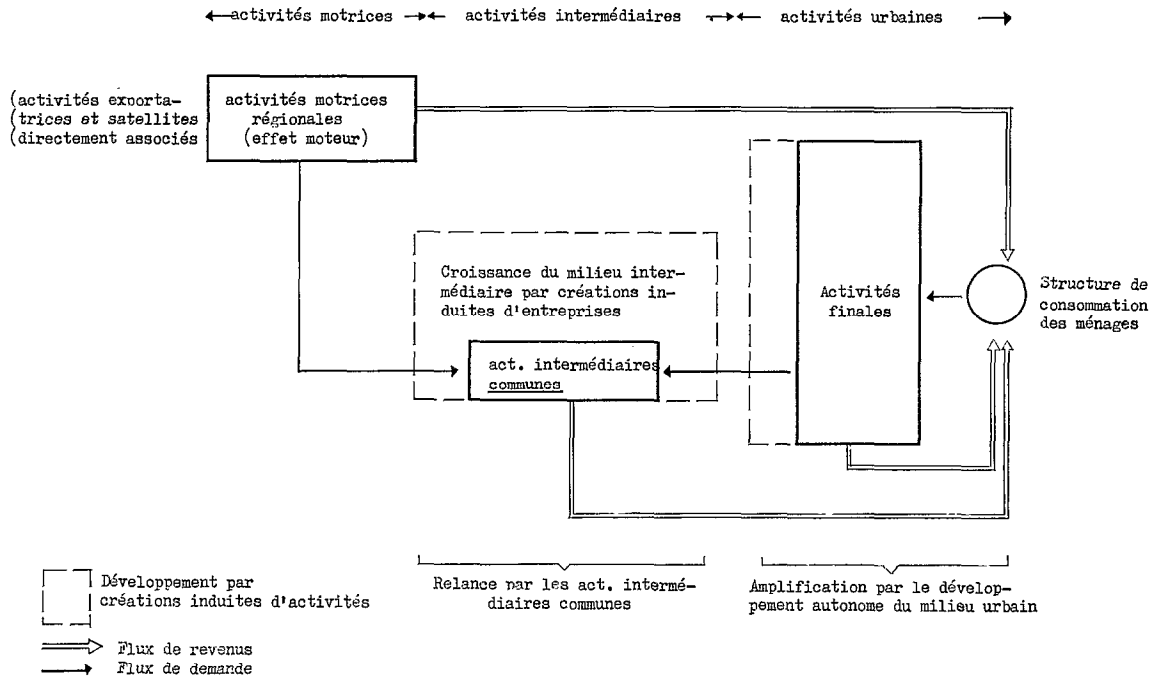 activités motrices
activités intermédiaires
activités urbaines
(activités exporta-
(trices et satellites
(directement associés
activités motrices
régionales
(effet moteur)
Croissance du milieu inter-
médiaire par créations in-
duites d'entreprises
act. intermédiaires
communes
Activités
finales
Structure de
consommation
des ménages
Relance par les act. intermé-
diaires communes
Amplification par le dévelop-
pement autonome du milieu urbain
Développement par
créations induites d'activités
Flux de revenus
Flux de demande